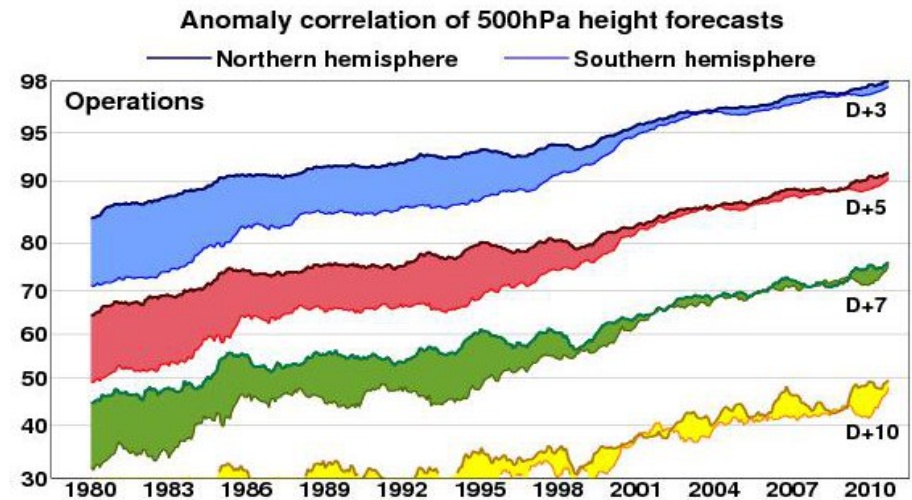 Anomaly correlation of 500hPa height forecasts
Northern hemisphere Southern hemisphere
98
Operations
D+3
95
90
D+5
80
70
D+7
60
50
40
D+10
30
1980 1983 1986 1989 1992 1995 1998 2001 2004 2007 2010